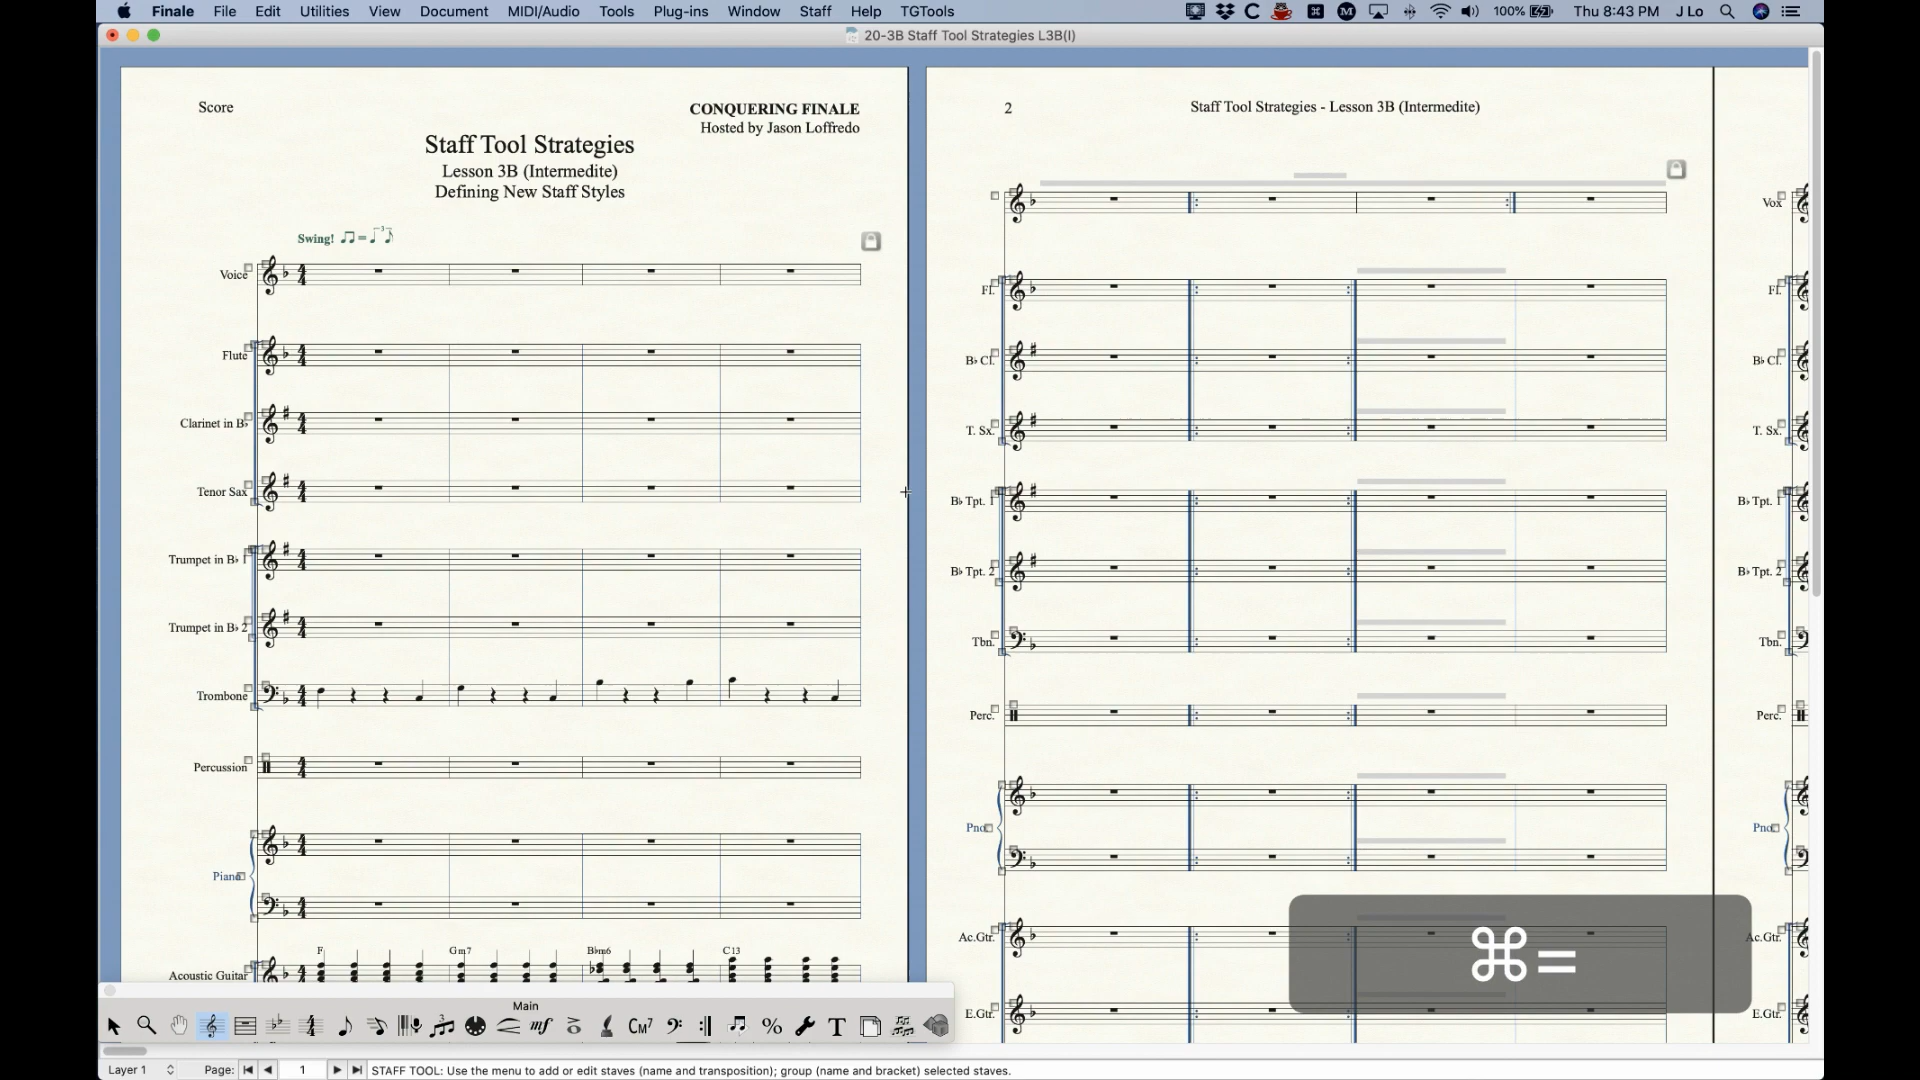 Finale File Edit Utilities View Document MIDI/Audio Tools Plug-ins Window Staff Help TGTools
100% Thu 8:43 PM J Lo
20-3B Staff Tool Strategies L3B(I)
Score
CONQUERING FINALE
Hosted by Jason Loffredo
Staff Tool Strategies
Lesson 3B (Intermedite)
Defining New Staff Styles
Swing!
Voice
Flute
Clarinet in B♭
Tenor Sax
Trumpet in B♭ 1
Trumpet in B♭ 2
Trombone
Percussion
Piano
F Gm7 B♭m6 C13
Acoustic Guitar
2
Staff Tool Strategies - Lesson 3B (Intermedite)
Fl.
B♭ Cl.
T. Sx.
B♭ Tpt. 1
B♭ Tpt. 2
Tbn.
Perc.
Pno.
Ac.Gtr.
E.Gtr.
Vox
Fl.
B♭ Cl.
T. Sx.
B♭ Tpt. 1
B♭ Tpt. 2
Tbn.
Perc.
Pno.
Ac.Gtr.
E.Gtr.
⌘=
Main
mf CM7 % T
Layer 1 Page: 1 STAFF TOOL: Use the menu to add or edit staves (name and transposition); group (name and bracket) selected staves.